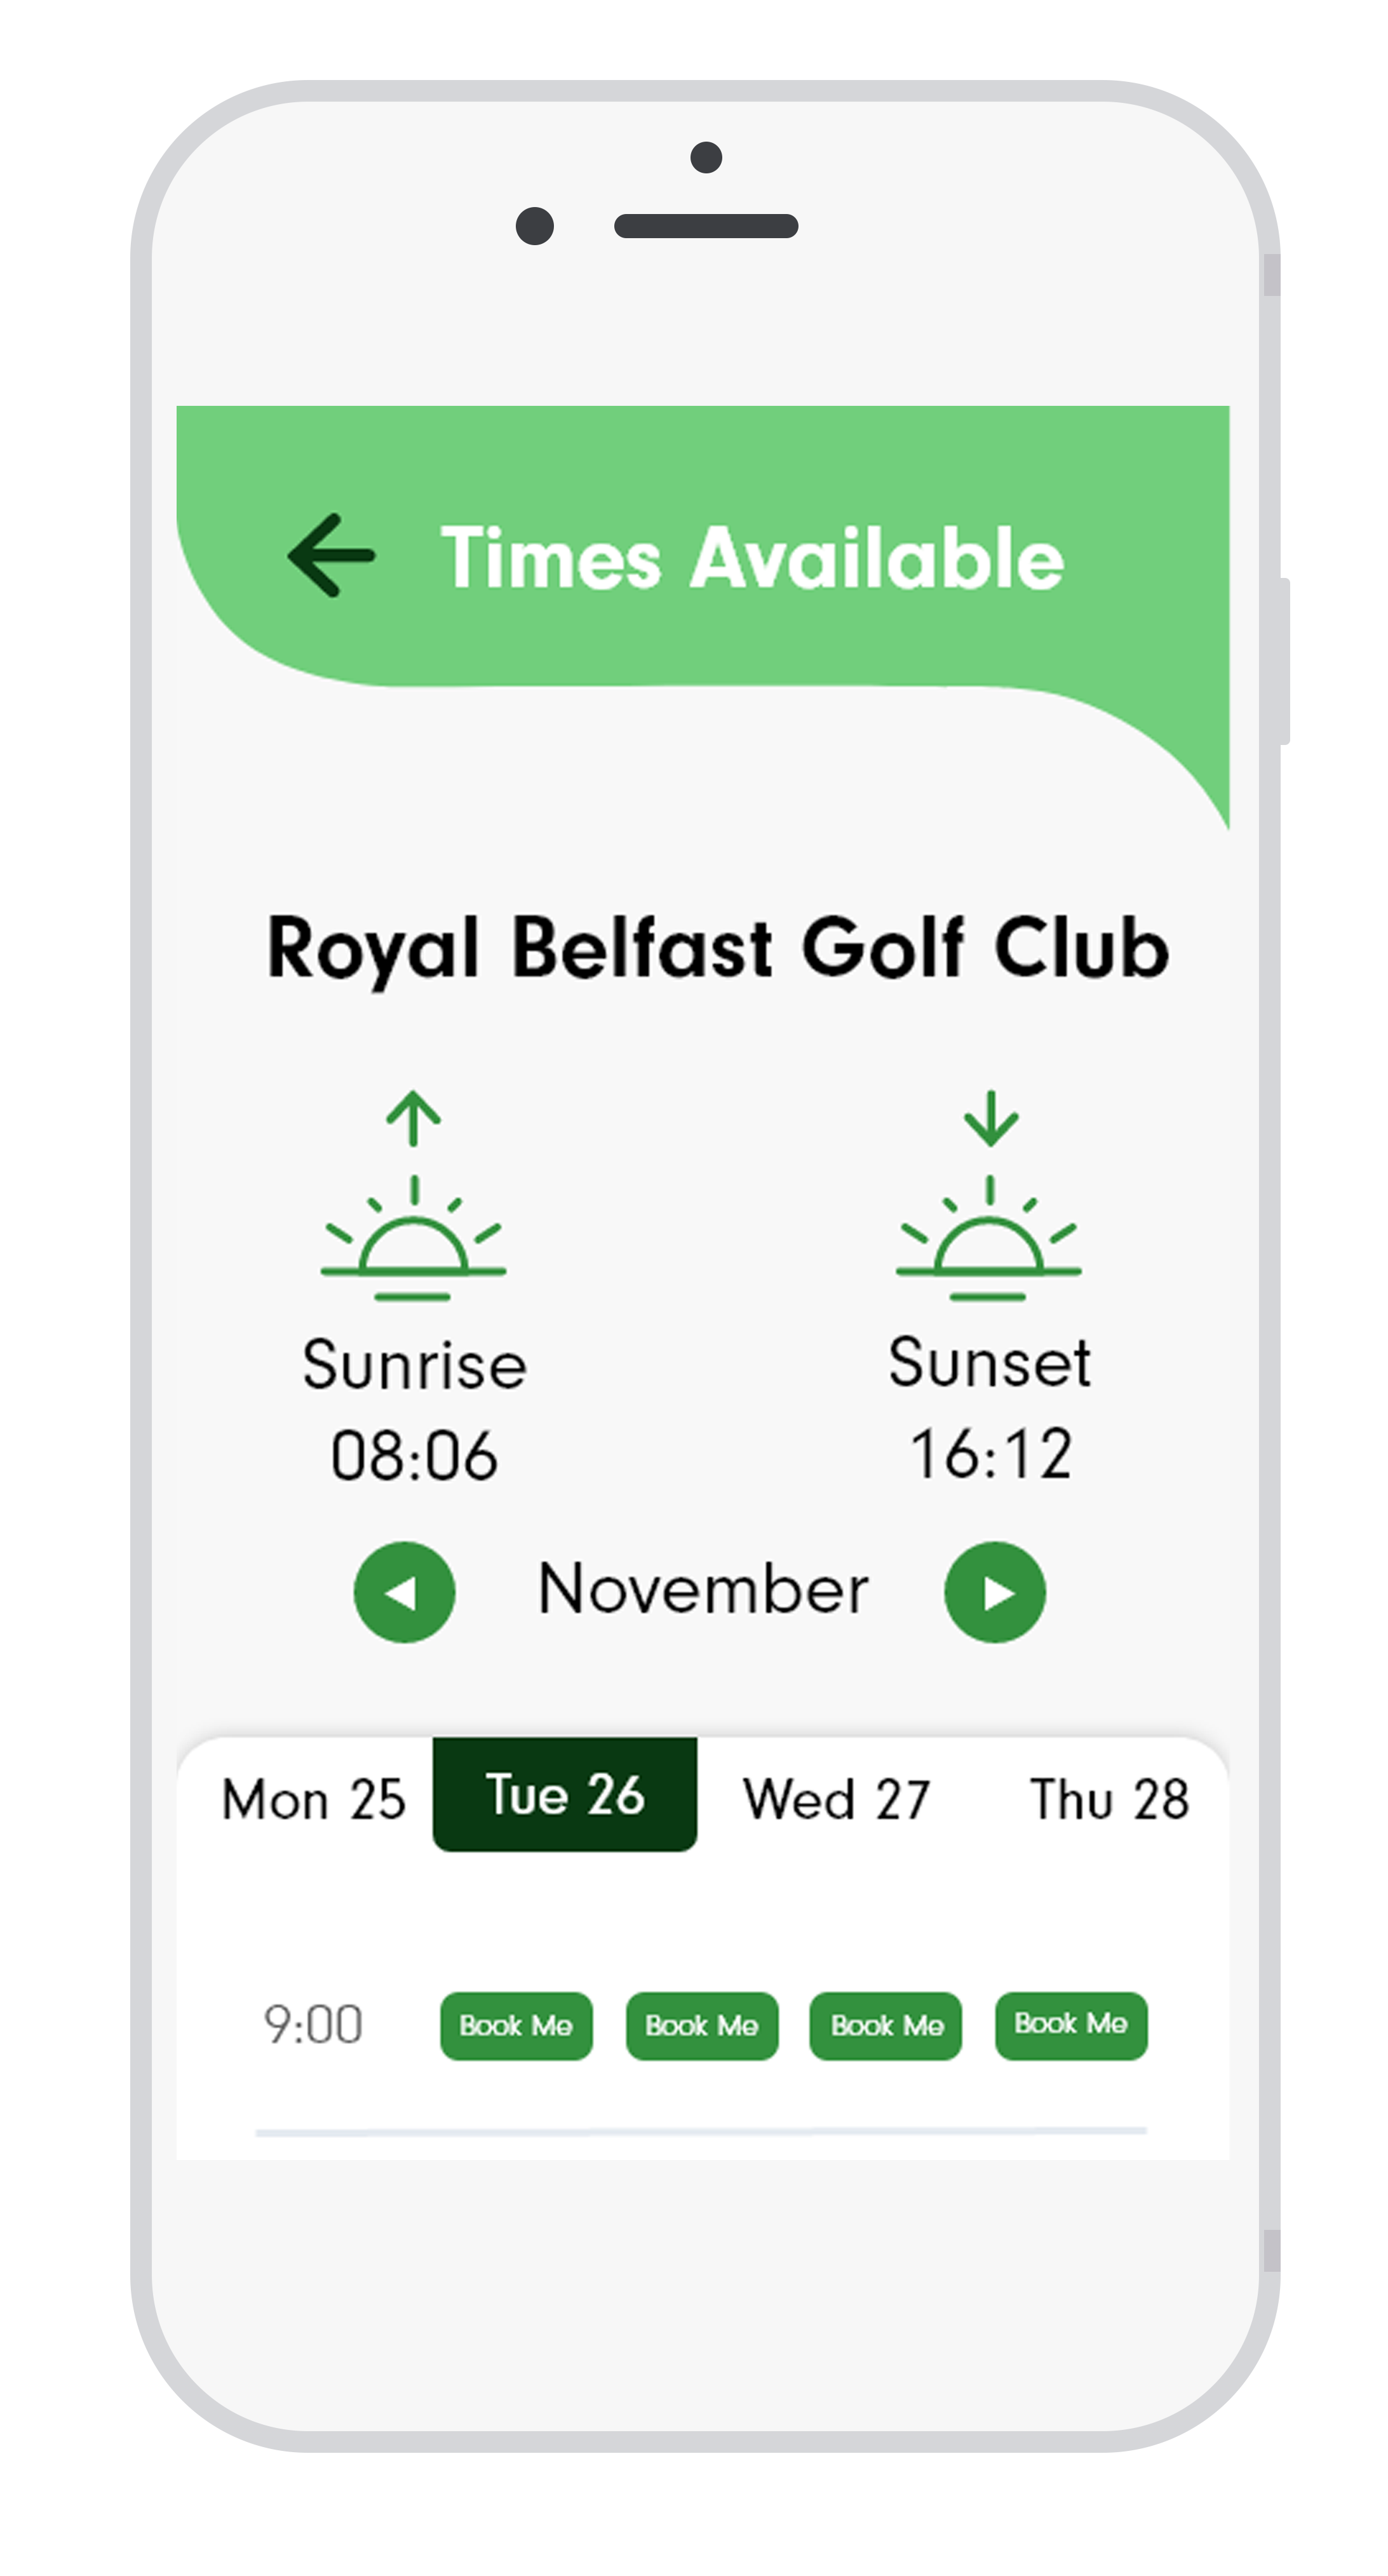 Times Available
Royal Belfast Golf Club
Sunrise Sunset
08:06 16:12
November
Mon 25 Tue 26 Wed 27 Thu 28
9:00 Book Me Book Me Book Me Book Me